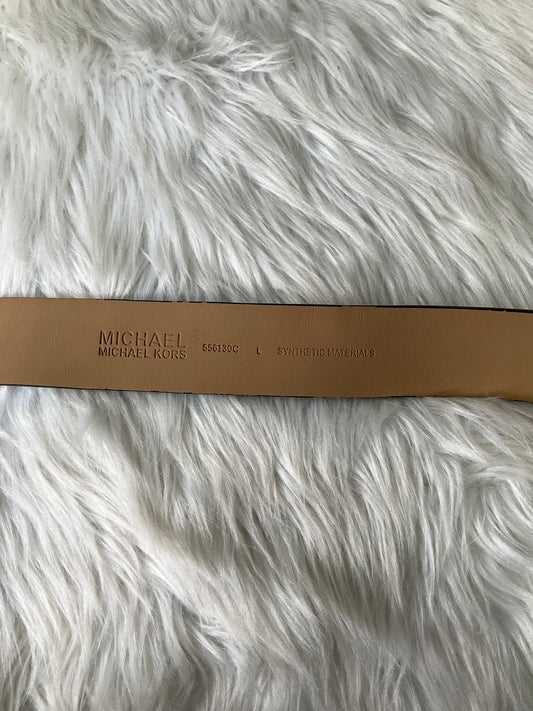 MICHAEL
MICHAEL KORS 556130C L SYNTHETIC MATERIALS